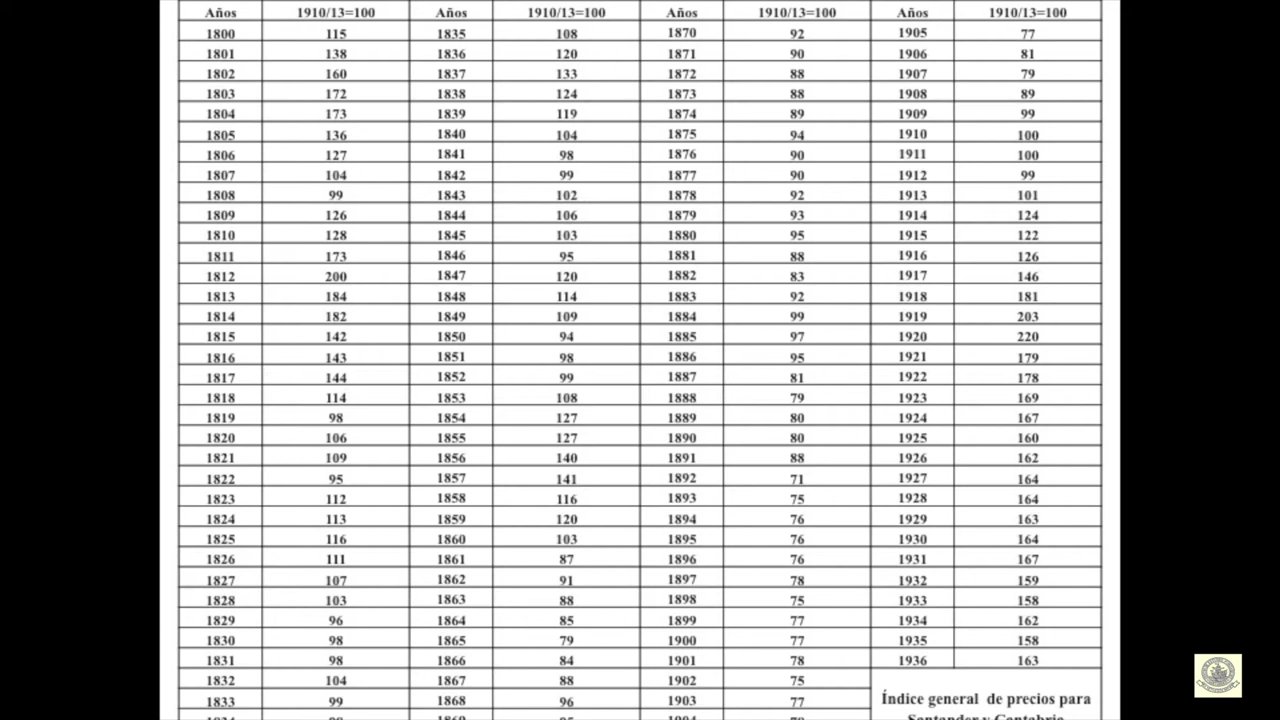 Años 1910/13=100 Años 1910/13=100 Años 1910/13=100 Años 1910/13=100
1800 115 1835 108 1870 92 1905 77
1801 138 1836 120 1871 90 1906 81
1802 160 1837 133 1872 88 1907 79
1803 172 1838 124 1873 88 1908 89
1804 173 1839 119 1874 89 1909 99
1805 136 1840 104 1875 94 1910 100
1806 127 1841 98 1876 90 1911 100
1807 104 1842 99 1877 90 1912 99
1808 99 1843 102 1878 92 1913 101
1809 126 1844 106 1879 93 1914 124
1810 128 1845 103 1880 95 1915 122
1811 173 1846 95 1881 88 1916 126
1812 200 1847 120 1882 83 1917 146
1813 184 1848 114 1883 92 1918 181
1814 182 1849 109 1884 99 1919 203
1815 142 1850 94 1885 97 1920 220
1816 143 1851 98 1886 95 1921 179
1817 144 1852 99 1887 81 1922 178
1818 114 1853 108 1888 79 1923 169
1819 98 1854 127 1889 80 1924 167
1820 106 1855 127 1890 80 1925 160
1821 109 1856 140 1891 88 1926 162
1822 95 1857 141 1892 71 1927 164
1823 112 1858 116 1893 75 1928 164
1824 113 1859 120 1894 76 1929 163
1825 116 1860 103 1895 76 1930 164
1826 111 1861 87 1896 76 1931 167
1827 107 1862 91 1897 78 1932 159
1828 103 1863 88 1898 75 1933 158
1829 96 1864 85 1899 77 1934 162
1830 98 1865 79 1900 77 1935 158
1831 98 1866 84 1901 78 1936 163
1832 104 1867 88 1902 75
1833 99 1868 96 1903 77
Índice general de precios para
Santander y Cantabria